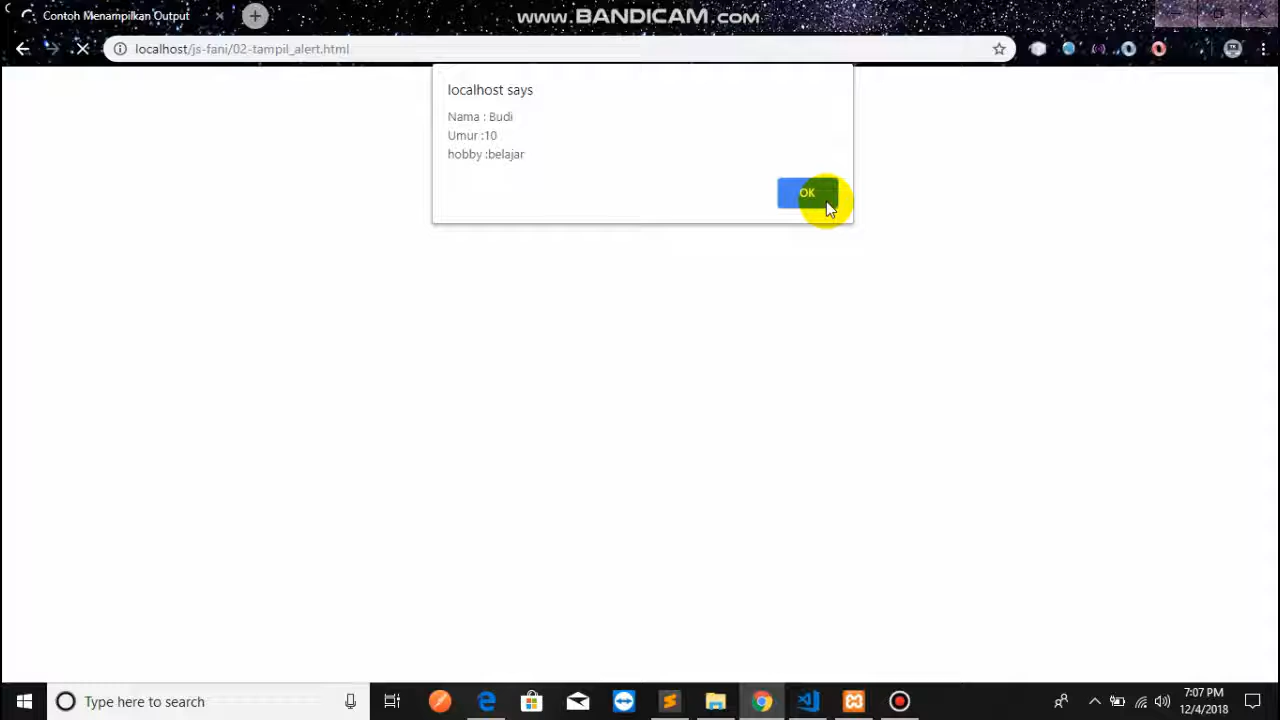 Contoh Menampilkan Output
www.BANDICAM.com
localhost/js-fani/02-tampil_alert.html
localhost says
Nama : Budi
Umur :10
hobby :belajar
OK
Type here to search
7:07 PM
12/4/2018